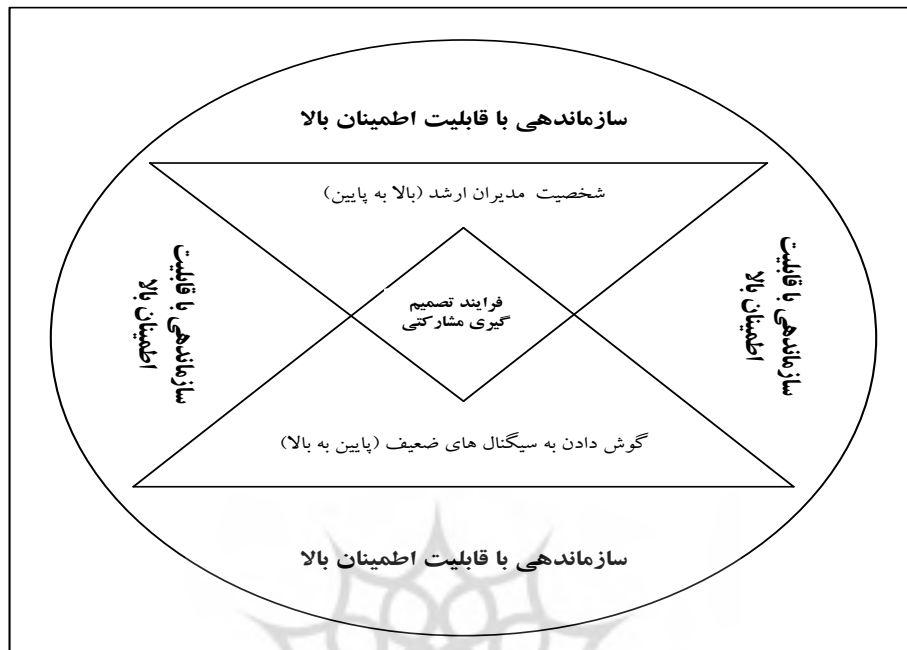 سازماندهی با قابلیت اطمینان بالا
شخصیت مدیران ارشد (بالا به پایین)
سازماندهی با قابلیت
اطمینان بالا
فرایند تصمیم
گیری مشارکتی
سازماندهی با قابلیت
اطمینان بالا
گوش دادن به سیگنال های ضعیف (پایین به بالا)
سازماندهی با قابلیت اطمینان بالا